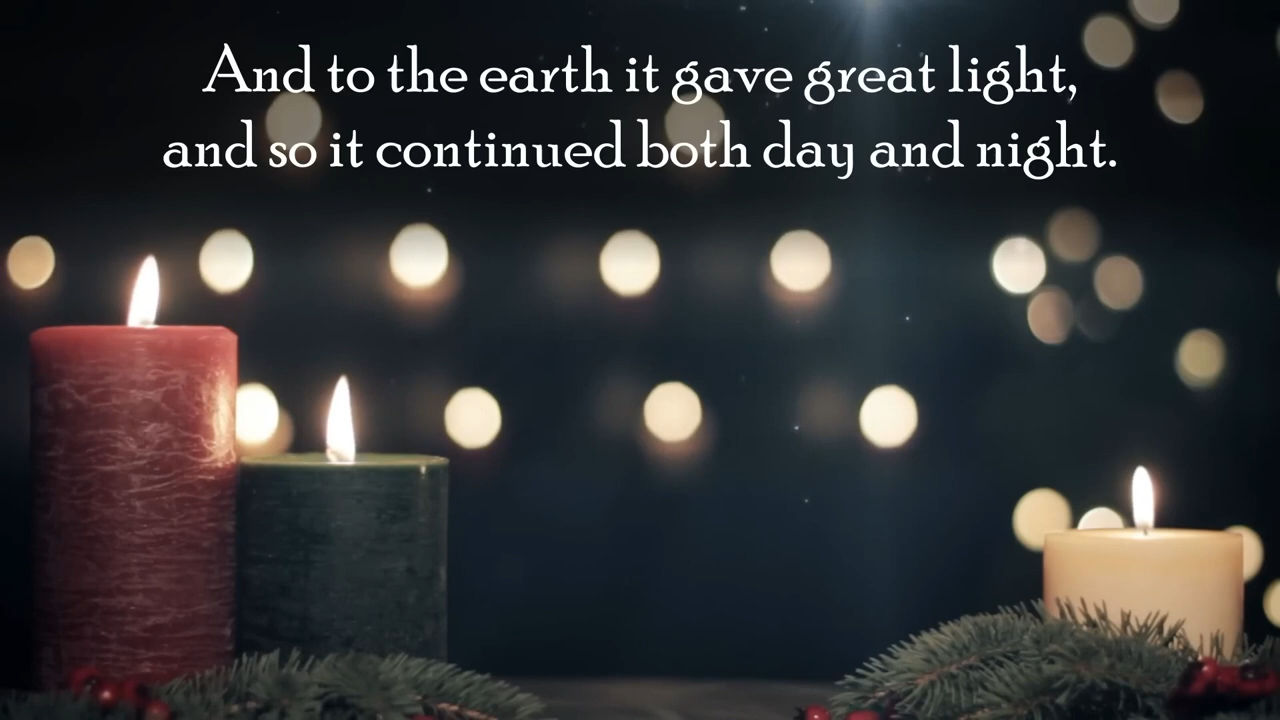 And to the earth it gave great light,
and so it continued both day and night.